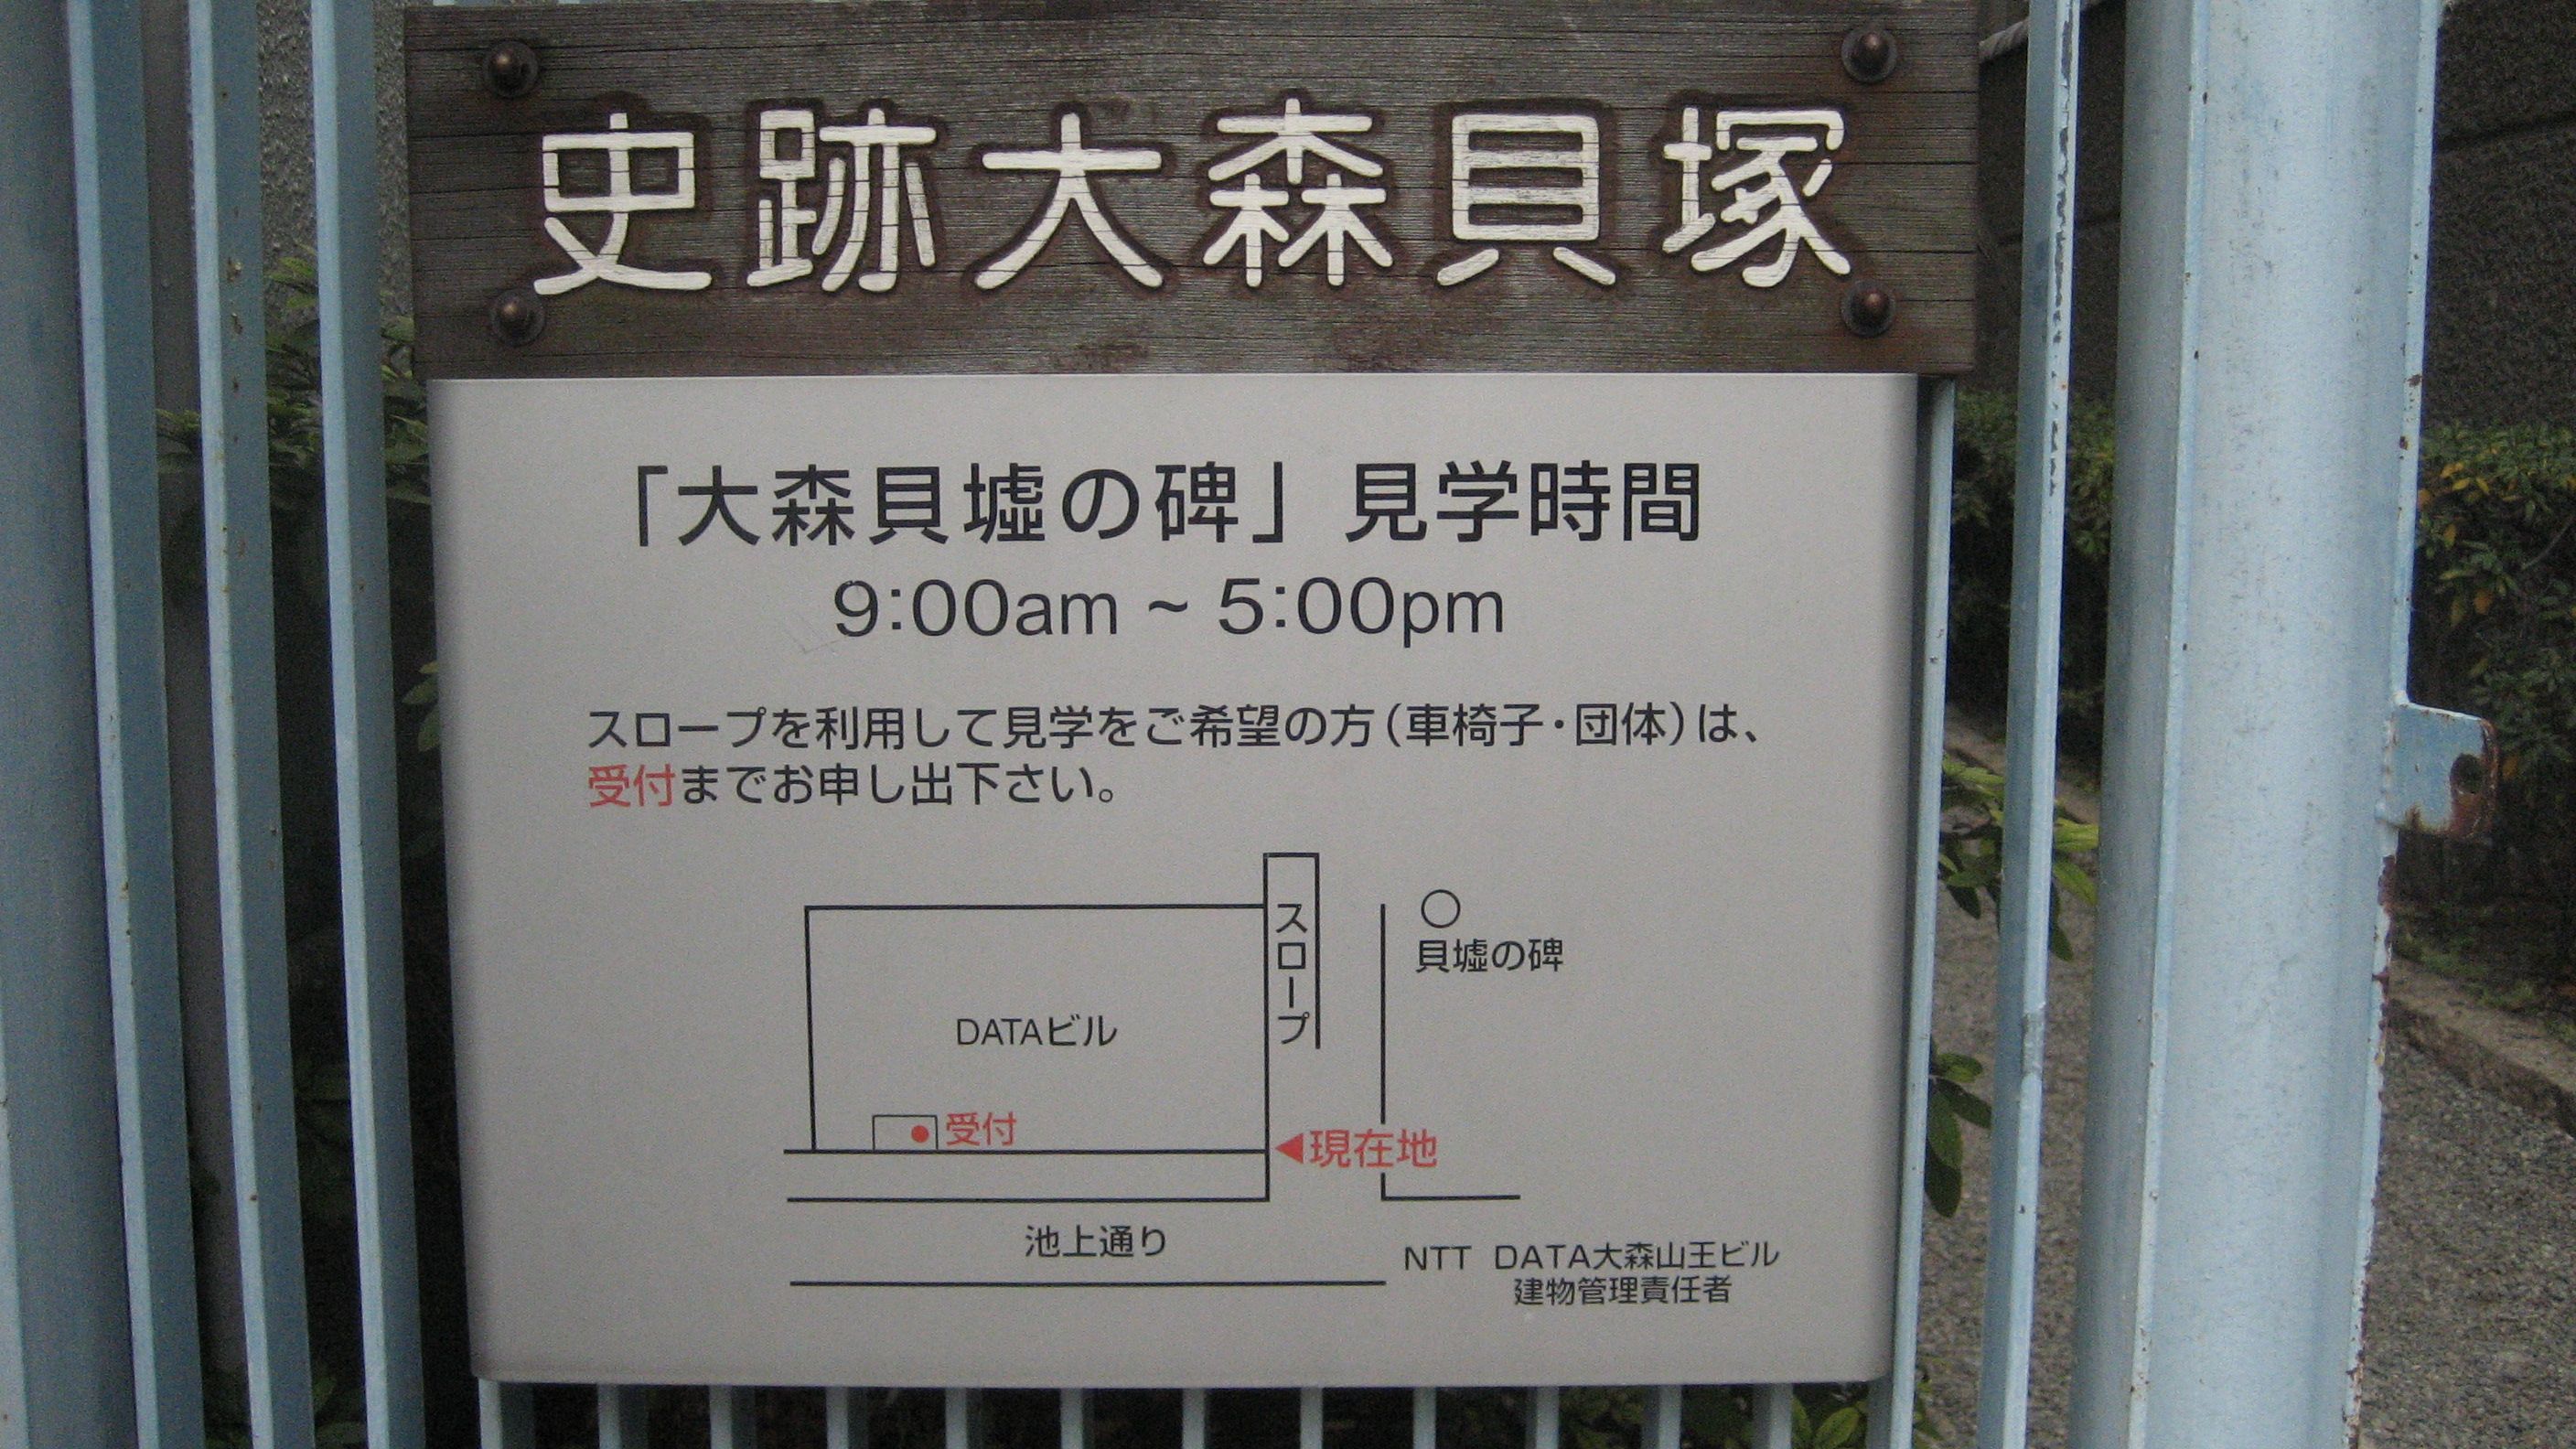 史跡大森貝塚
「大森貝墟の碑」見学時間
9:00am ~ 5:00pm
スロープを利用して見学をご希望の方(車椅子・団体)は、
受付までお申し出下さい。
スロープ
貝墟の碑
DATAビル
受付
◀現在地
池上通り
NTT DATA大森山王ビル
建物管理責任者